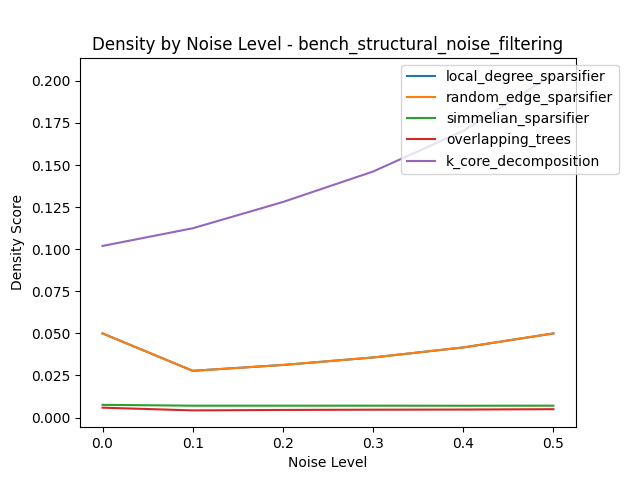 Density by Noise Level - bench_structural_noise_filtering
local_degree_sparsifier
random_edge_sparsifier
simmelian_sparsifier
overlapping_trees
k_core_decomposition
Density Score
0.200
0.175
0.150
0.125
0.100
0.075
0.050
0.025
0.000
0.0 0.1 0.2 0.3 0.4 0.5
Noise Level